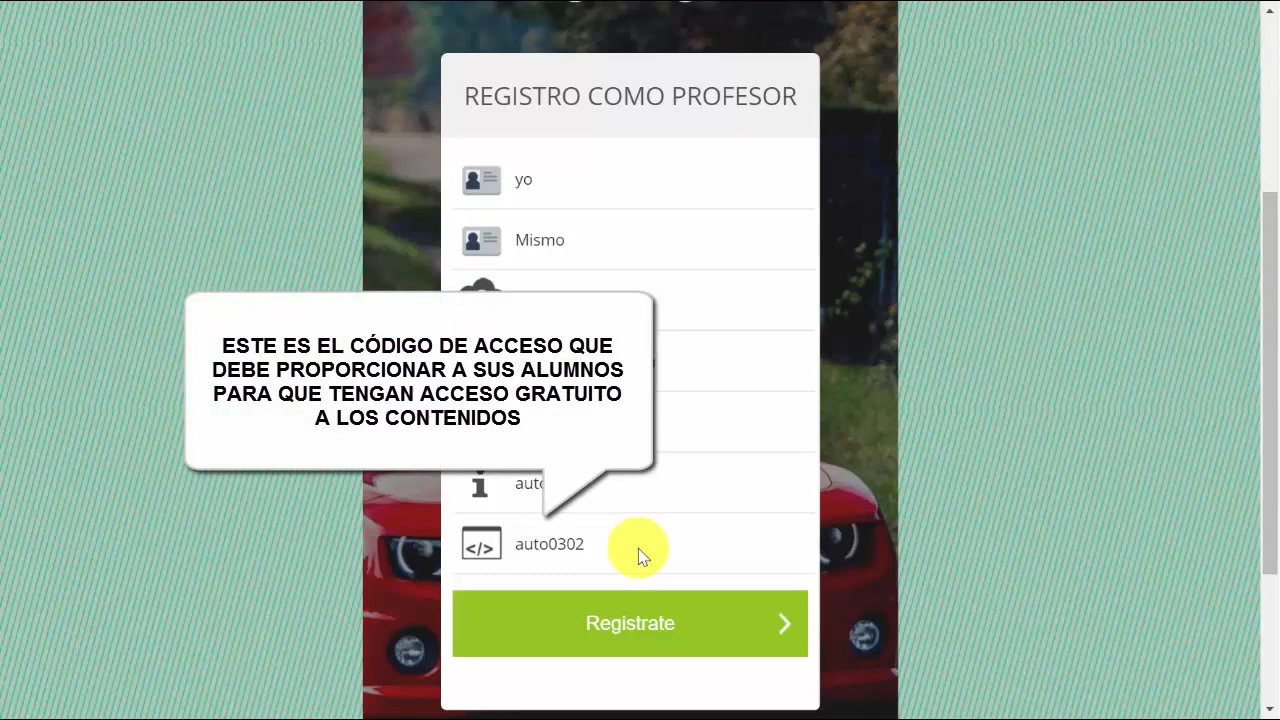 REGISTRO COMO PROFESOR
yo
Mismo
ESTE ES EL CÓDIGO DE ACCESO QUE
DEBE PROPORCIONAR A SUS ALUMNOS
PARA QUE TENGAN ACCESO GRATUITO
A LOS CONTENIDOS
auto0302
Registrate